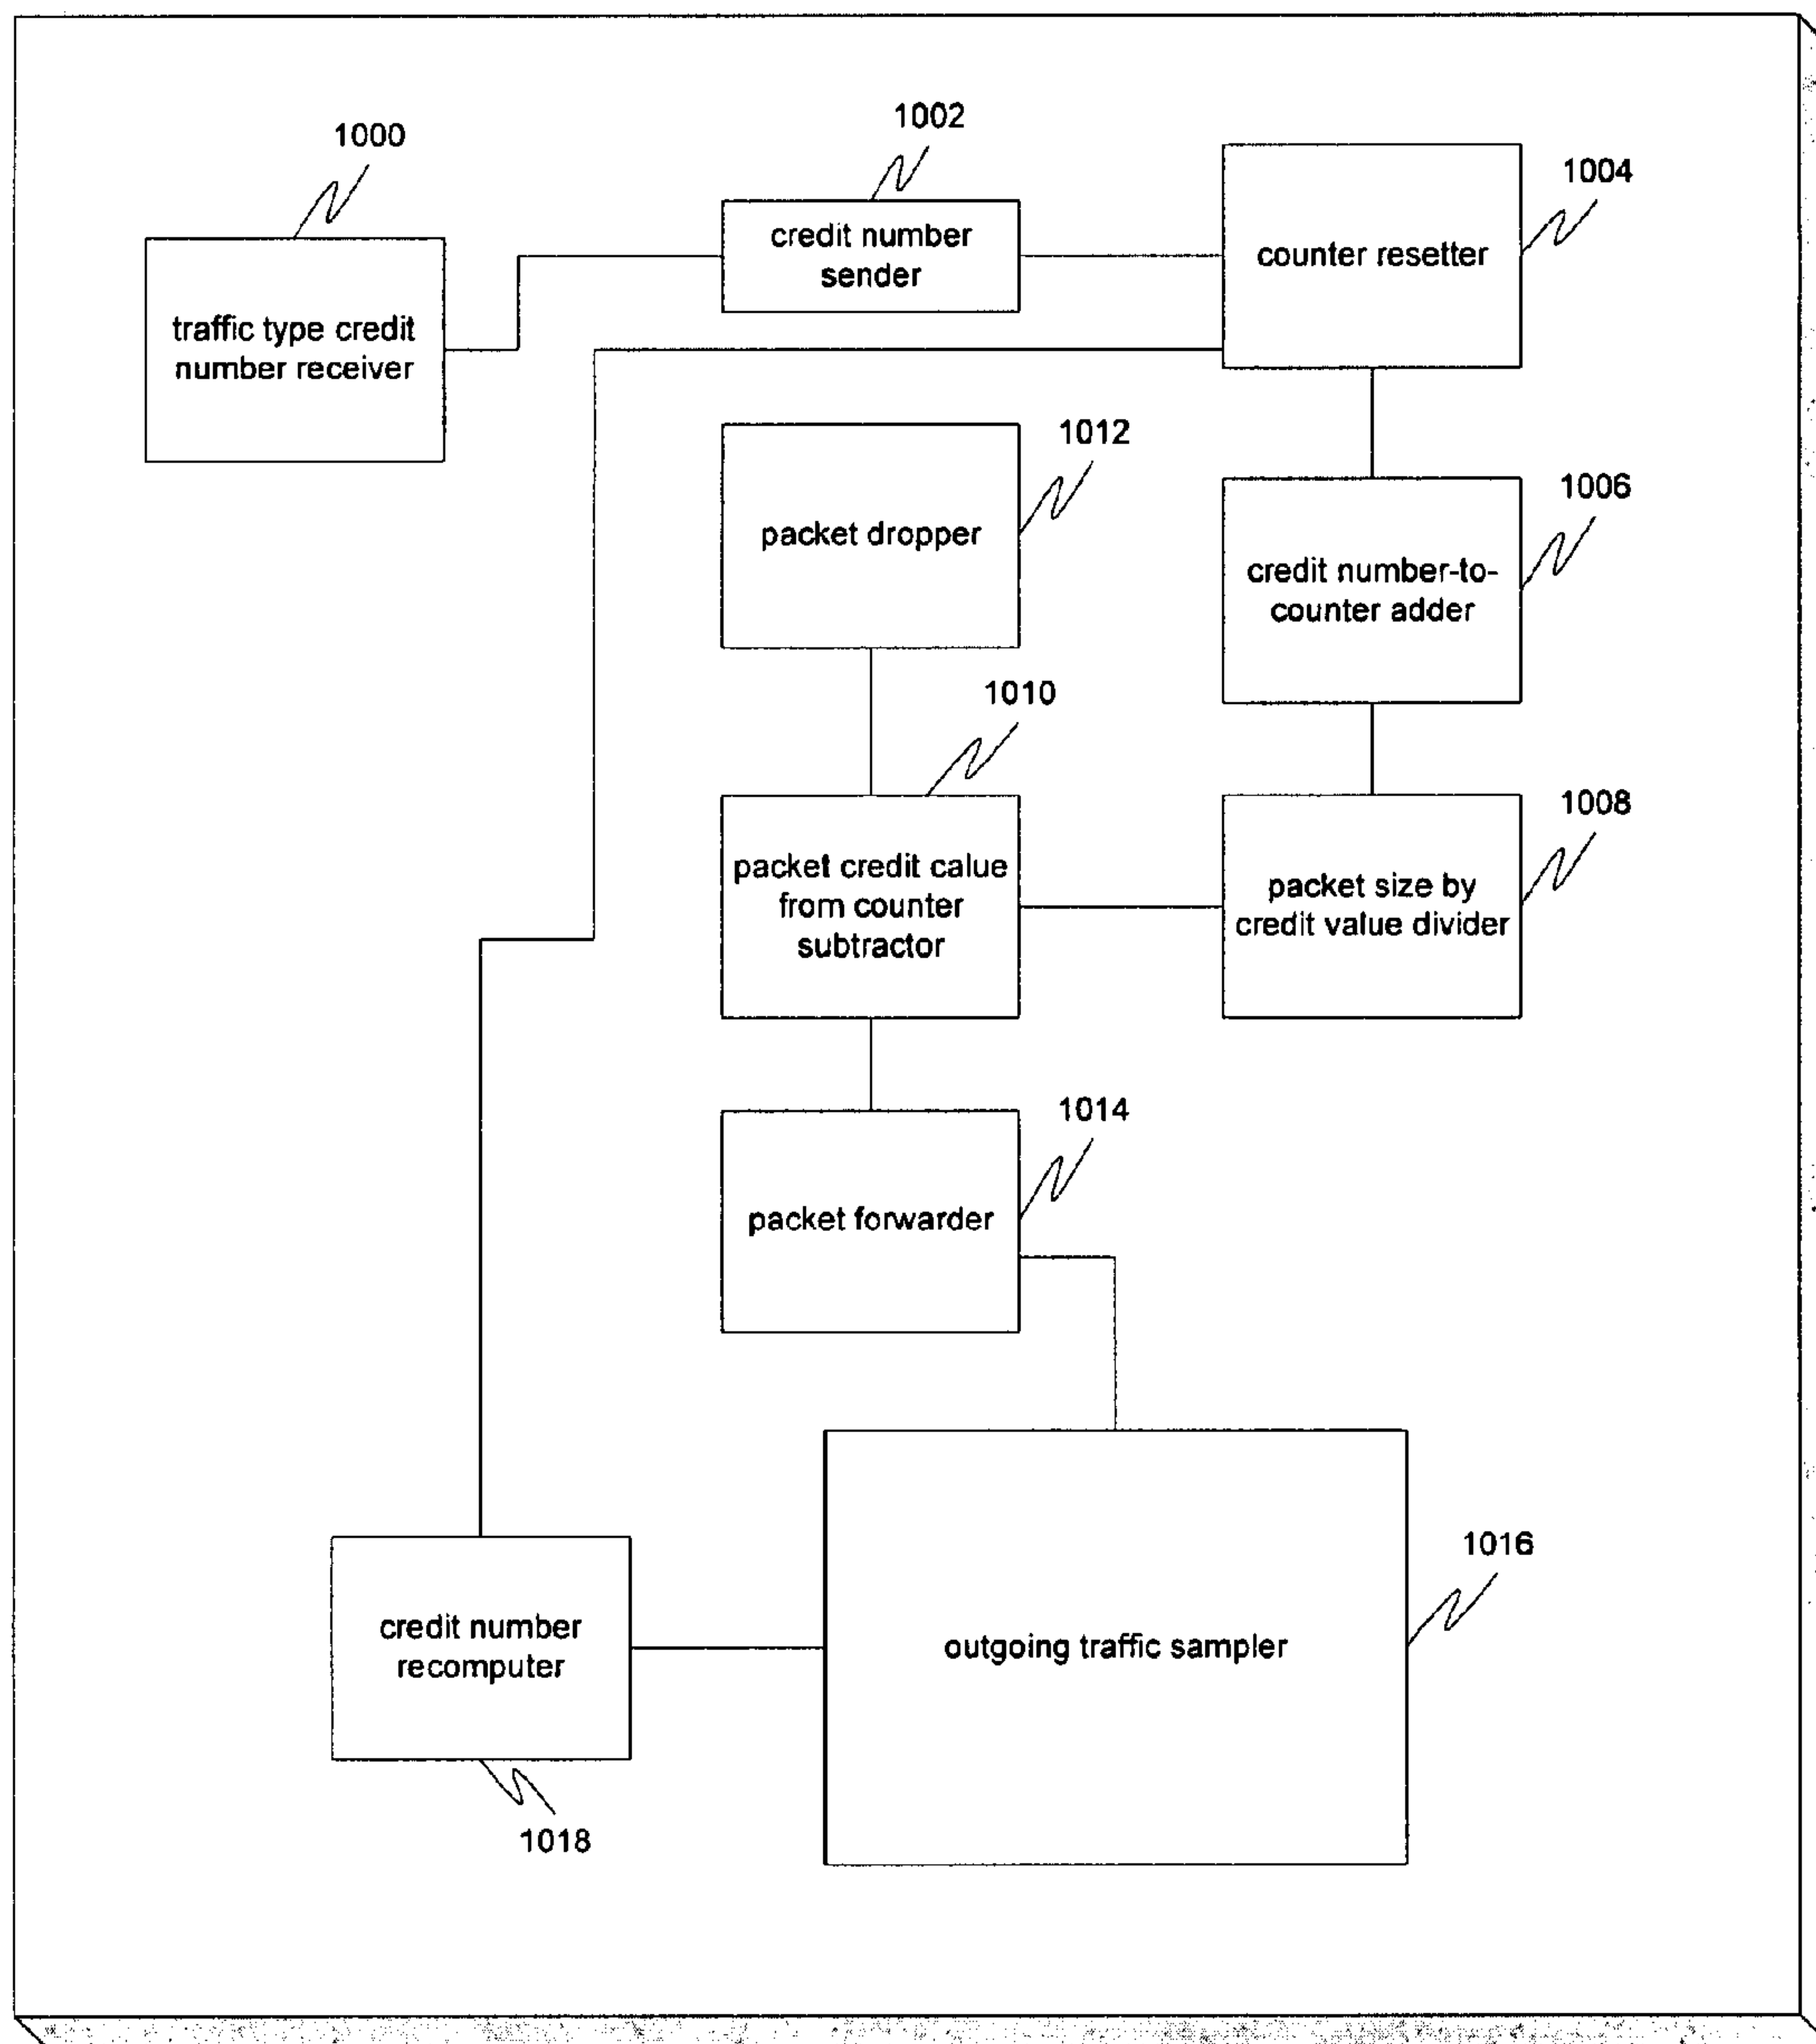 1000
1002
1004
traffic type credit
number receiver
credit number
sender
counter resetter
1012
packet dropper
1006
credit number-to-
counter adder
1010
packet credit calue
from counter
subtractor
1008
packet size by
credit value divider
1014
packet forwarder
1016
outgoing traffic sampler
credit number
recomputer
1018